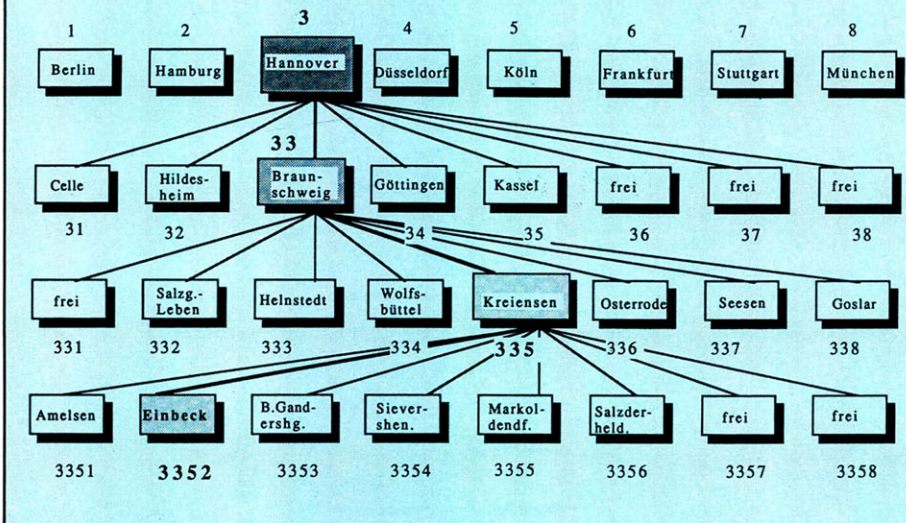 1 2 3 4 5 6 7 8
Berlin Hamburg Hannover Düsseldorf Köln Frankfurt Stuttgart München
33
Celle Hildes- Braun- Göttingen Kassel frei frei frei
heim schweig
31 32 34 35 36 37 38
frei Salzg.- Helnstedt Wolfs- Kreiensen Osterrode Seesen Goslar
Leben büttel
331 332 333 334 335 336 337 338
Amelsen Einbeck B.Gand- Siever- Markol- Salzder- frei frei
ershg. shen. dendf. held.
3351 3352 3353 3354 3355 3356 3357 3358